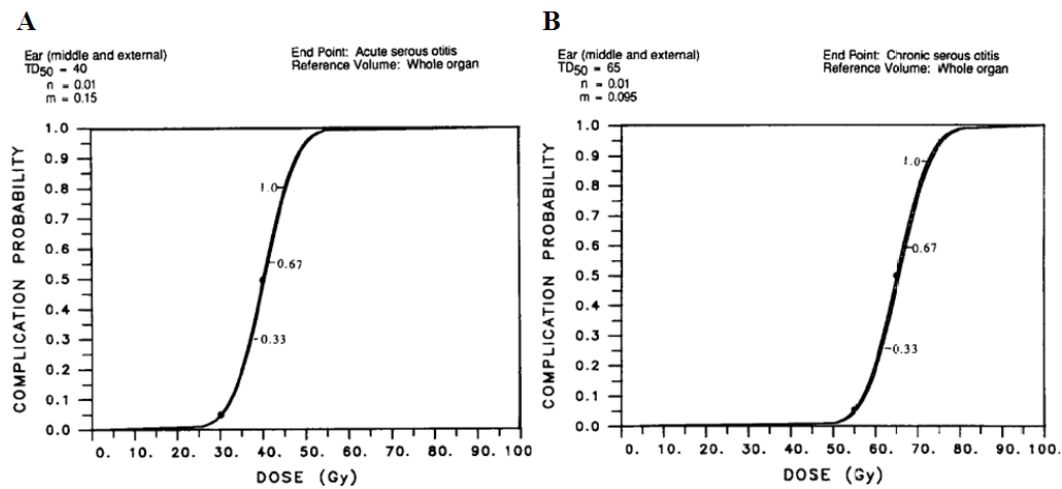 A
Ear (middle and external)
TD50 = 40
n = 0.01
m = 0.15
End Point: Acute serous otitis
Reference Volume: Whole organ
COMPLICATION PROBABILITY
1.0
0.9
0.8
0.7
0.6
0.5
0.4
0.3
0.2
0.1
0.0
1.0
0.67
0.33
0. 10. 20. 30. 40. 50. 60. 70. 80. 90. 100
DOSE (Gy)
B
Ear (middle and external)
TD50 = 65
n = 0.01
m = 0.095
End Point: Chronic serous otitis
Reference Volume: Whole organ
COMPLICATION PROBABILITY
1.0
0.9
0.8
0.7
0.6
0.5
0.4
0.3
0.2
0.1
0.0
1.0
0.67
0.33
0. 10. 20. 30. 40. 50. 60. 70. 80. 90. 100
DOSE (Gy)